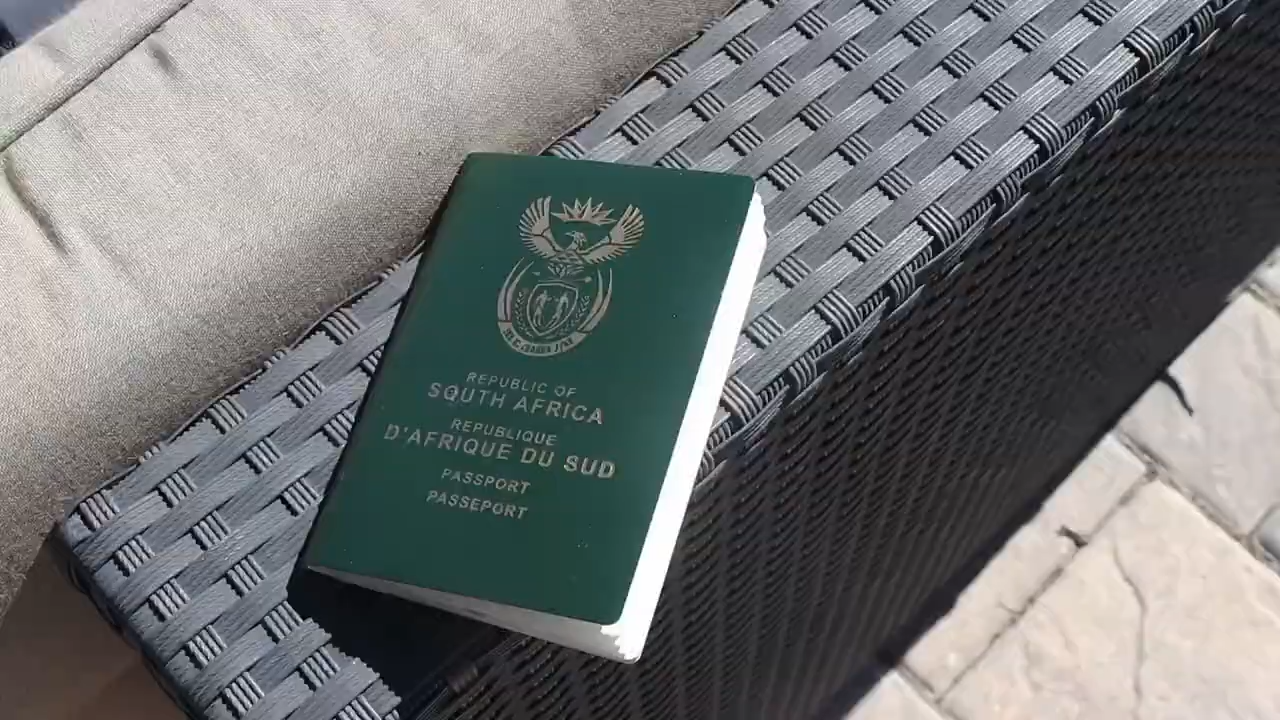 REPUBLIC OF
SOUTH AFRICA
REPUBLIQUE
D'AFRIQUE DU SUD
PASSPORT
PASSEPORT